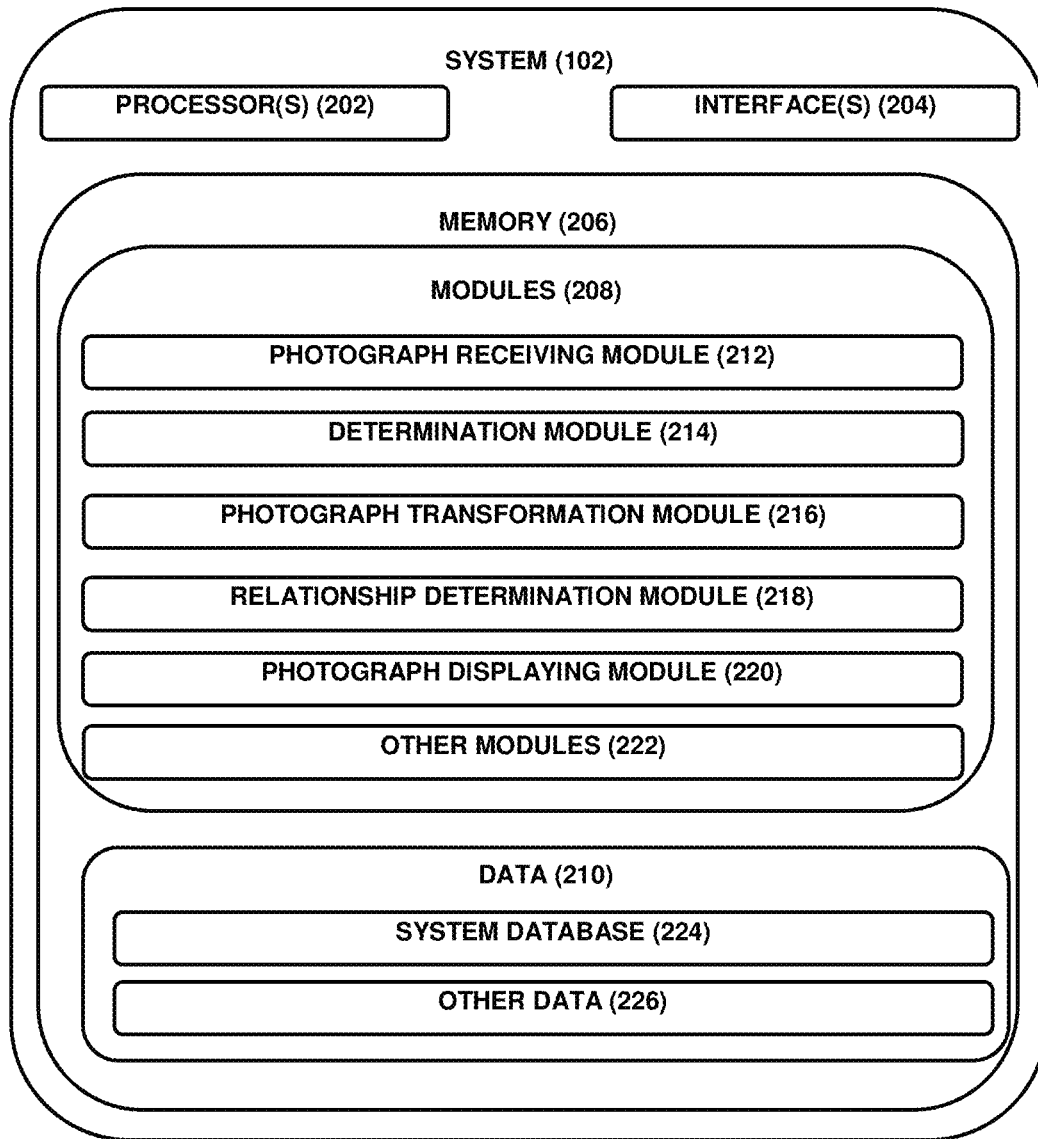 SYSTEM (102)
PROCESSOR(S) (202)
INTERFACE(S) (204)
MEMORY (206)
MODULES (208)
PHOTOGRAPH RECEIVING MODULE (212)
DETERMINATION MODULE (214)
PHOTOGRAPH TRANSFORMATION MODULE (216)
RELATIONSHIP DETERMINATION MODULE (218)
PHOTOGRAPH DISPLAYING MODULE (220)
OTHER MODULES (222)
DATA (210)
SYSTEM DATABASE (224)
OTHER DATA (226)